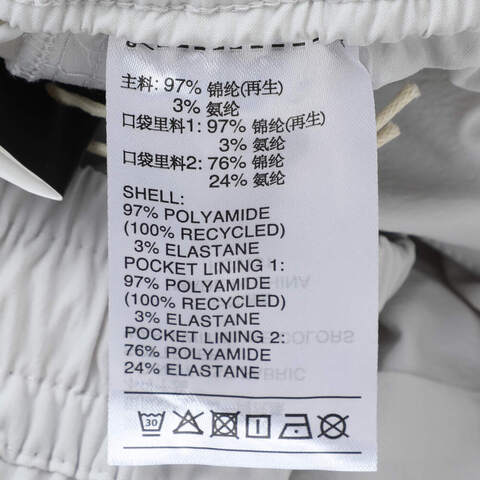 主料: 97% 锦纶(再生)
3% 氨纶
口袋里料1: 97% 锦纶(再生)
3% 氨纶
口袋里料2: 76% 锦纶
24% 氨纶
SHELL:
97% POLYAMIDE
(100% RECYCLED)
3% ELASTANE
POCKET LINING 1:
97% POLYAMIDE
(100% RECYCLED)
3% ELASTANE
POCKET LINING 2:
76% POLYAMIDE
24% ELASTANE
30